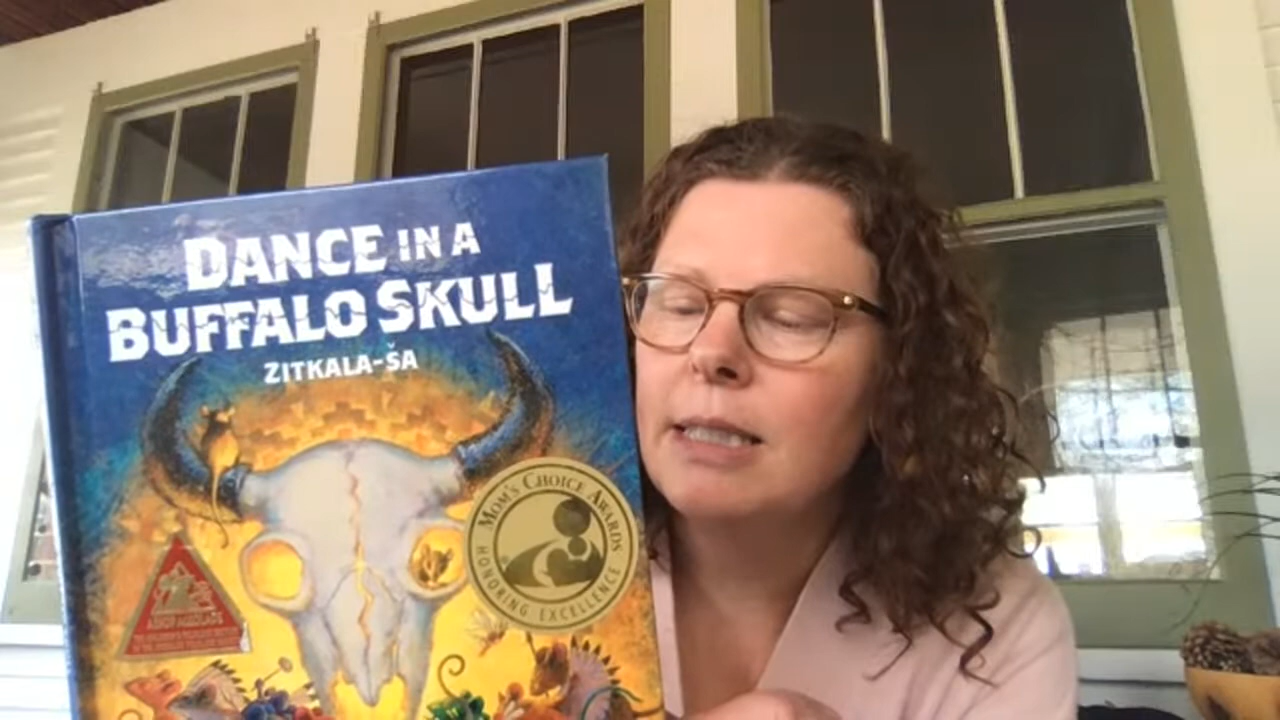 DANCE IN A
BUFFALO SKULL
ZITKALA-ŠA
MOM'S CHOICE AWARDS
HONORING EXCELLENCE